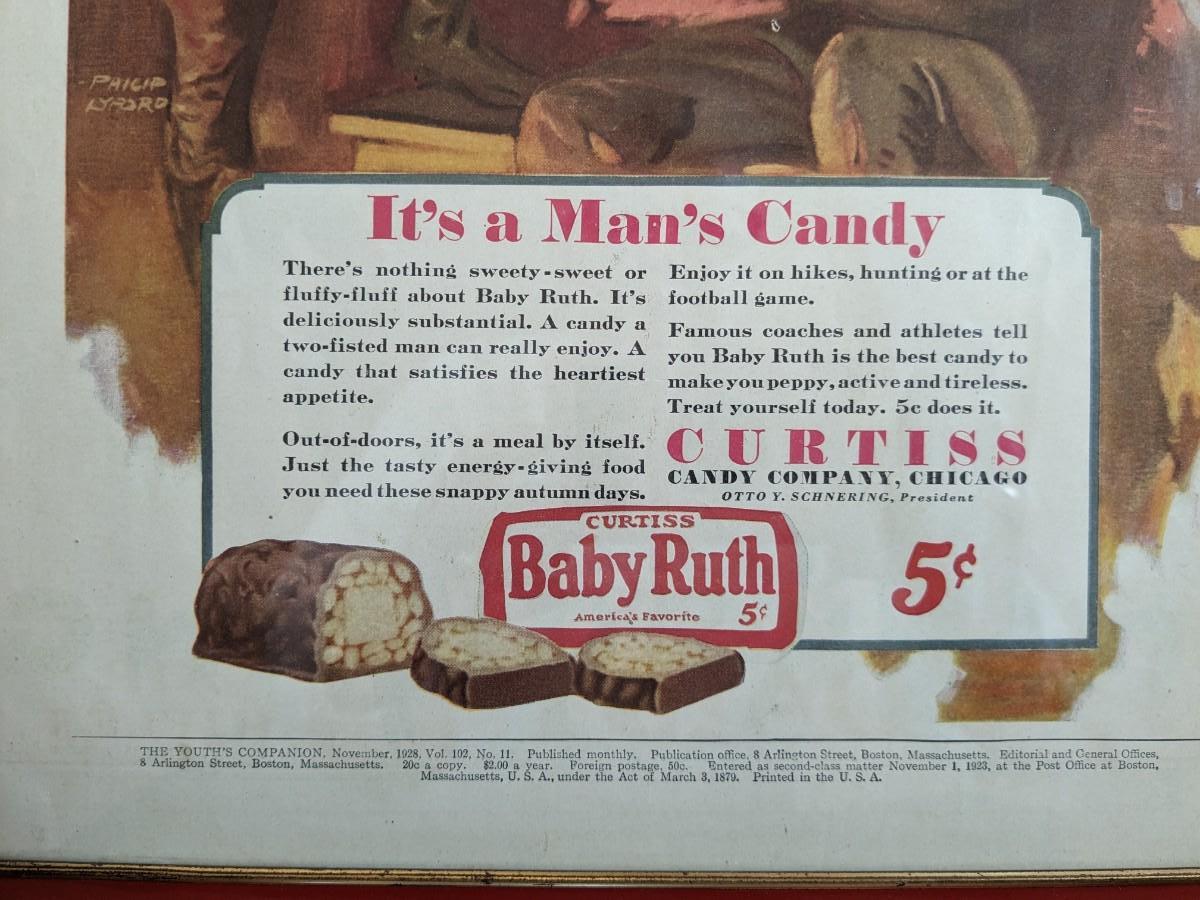 PHILIP
LYFORD
It's a Man's Candy
There's nothing sweety-sweet or
fluffy-fluff about Baby Ruth. It's
deliciously substantial. A candy a
two-fisted man can really enjoy. A
candy that satisfies the heartiest
appetite.
Out-of-doors, it's a meal by itself.
Just the tasty energy-giving food
you need these snappy autumn days.
Enjoy it on hikes, hunting or at the
football game.
Famous coaches and athletes tell
you Baby Ruth is the best candy to
make you peppy, active and tireless.
Treat yourself today. 5c does it.
CURTISS
CANDY COMPANY, CHICAGO
OTTO Y. SCHNERING, President
CURTISS
Baby Ruth
America's Favorite 5¢
5¢
THE YOUTH'S COMPANION, November, 1928, Vol. 102, No. 11. Published monthly. Publication office, 8 Arlington Street, Boston, Massachusetts. Editorial and General Offices,
8 Arlington Street, Boston, Massachusetts. 20c a copy. $2.00 a year. Foreign postage, 50c. Entered as second-class matter November 1, 1923, at the Post Office at Boston,
Massachusetts, U. S. A., under the Act of March 3, 1879. Printed in the U. S. A.